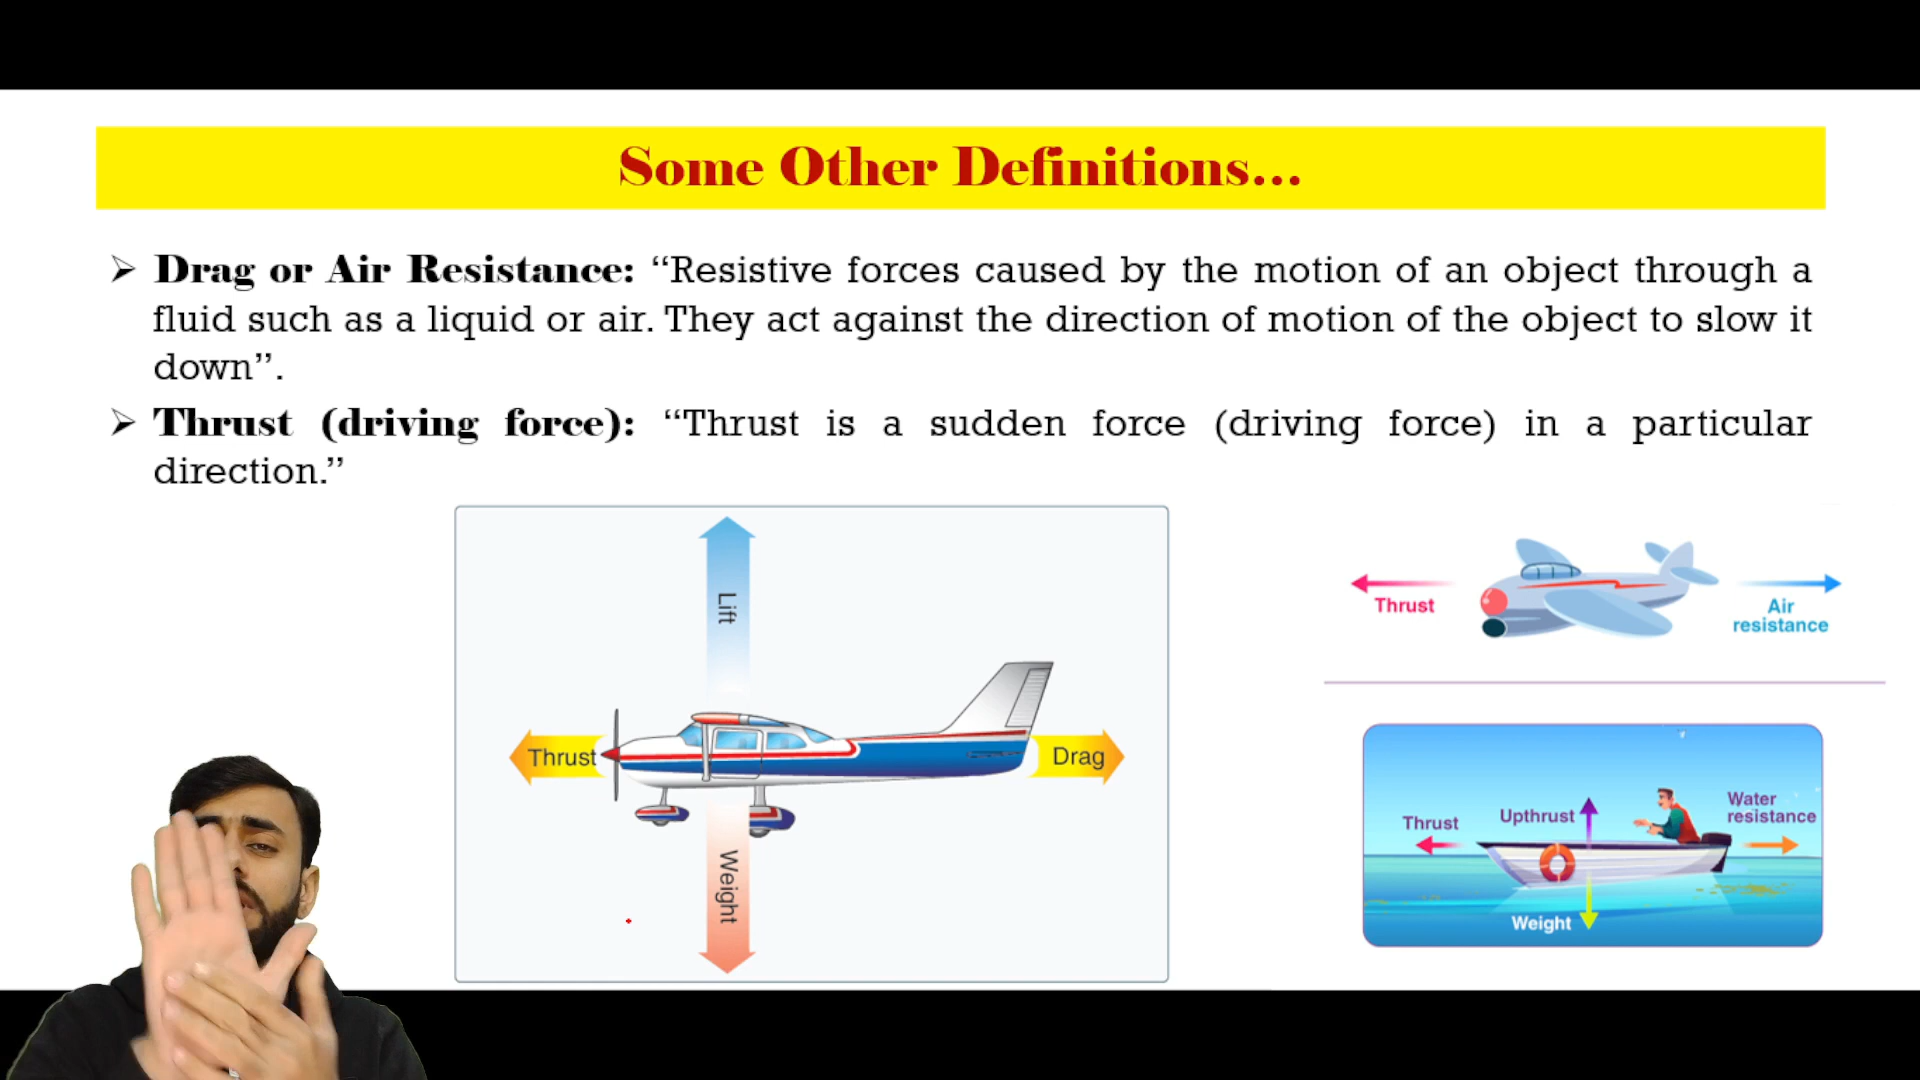 Some Other Definitions...
➢ Drag or Air Resistance: “Resistive forces caused by the motion of an object through a
fluid such as a liquid or air. They act against the direction of motion of the object to slow it
down”.
➢ Thrust (driving force): “Thrust is a sudden force (driving force) in a particular
direction.”
Lift
Thrust
Drag
Weight
Thrust
Air
resistance
Thrust
Upthrust
Water
resistance
Weight